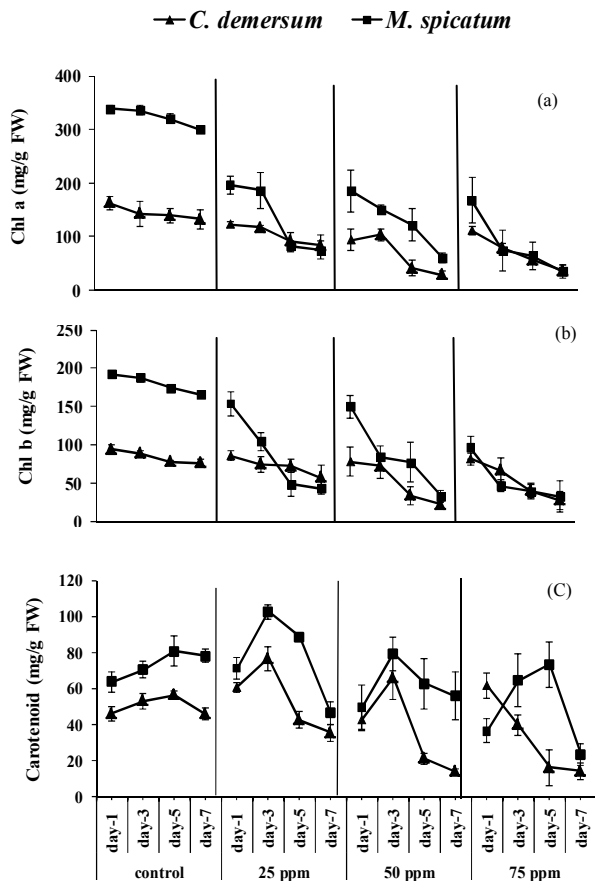 C. demersum M. spicatum
(a)
Chl a (mg/g FW)
400
300
200
100
0
(b)
Chl b (mg/g FW)
250
200
150
100
50
0
(C)
Carotenoid (mg/g FW)
120
100
80
60
40
20
0
day-1 day-3 day-5 day-7 day-1 day-3 day-5 day-7 day-1 day-3 day-5 day-7 day-1 day-3 day-5 day-7
control 25 ppm 50 ppm 75 ppm